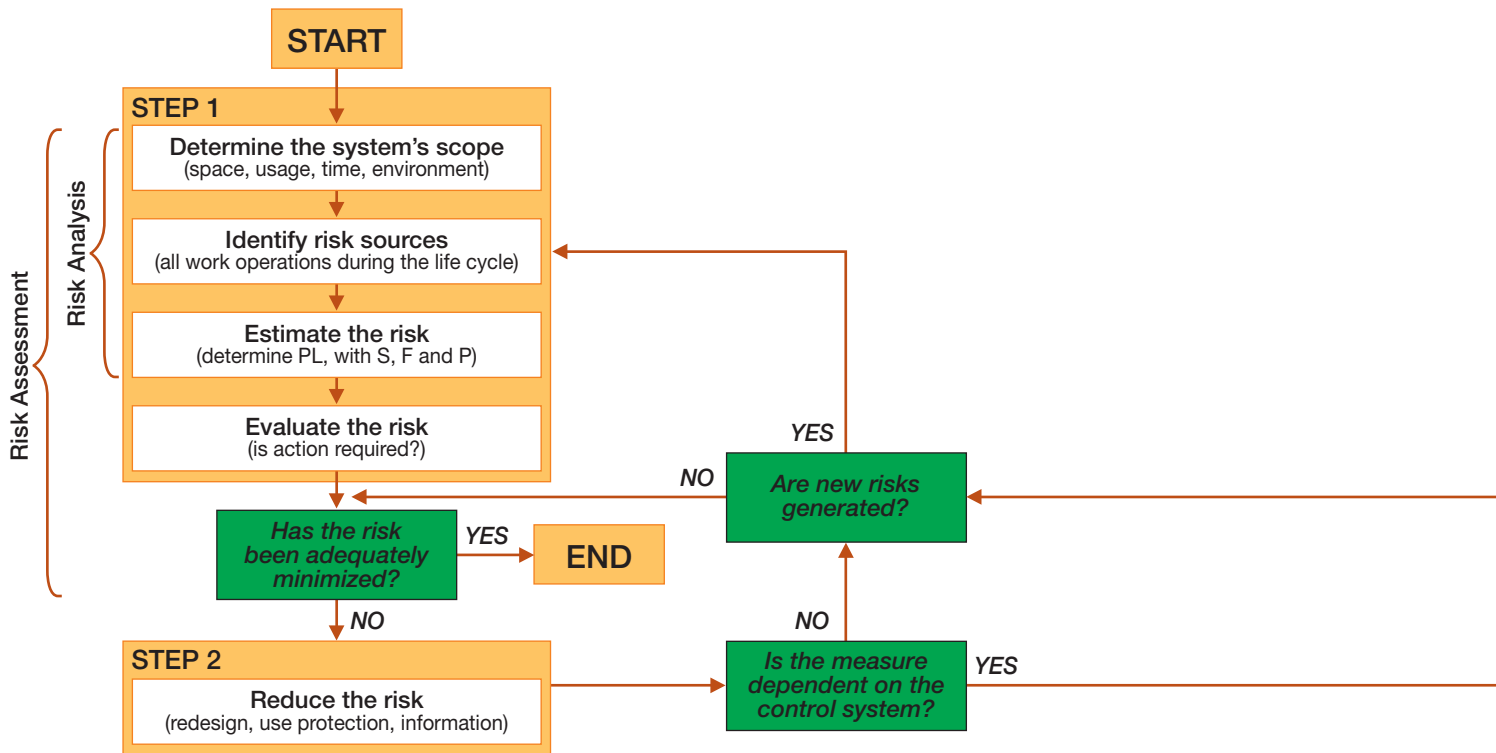 START
STEP 1
Determine the system's scope
(space, usage, time, environment)
Identify risk sources
(all work operations during the life cycle)
Estimate the risk
(determine PL, with S, F and P)
Evaluate the risk
(is action required?)
Risk Analysis
Risk Assessment
Has the risk
been adequately
minimized?
YES
END
NO
STEP 2
Reduce the risk
(redesign, use protection, information)
Is the measure
dependent on the
control system?
YES
NO
Are new risks
generated?
YES
NO